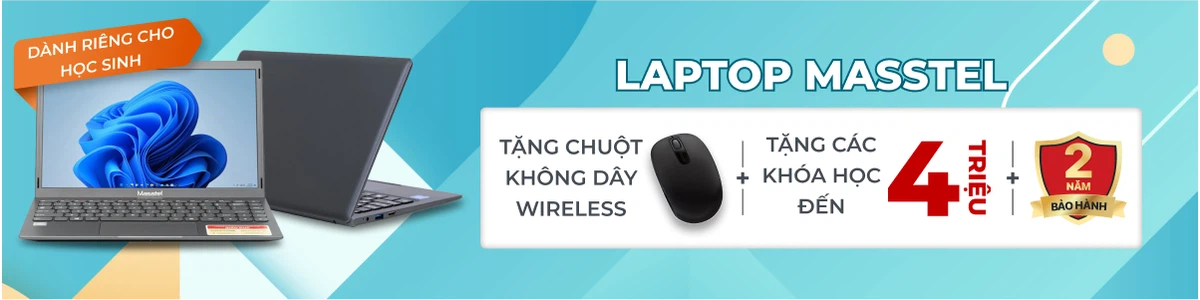 DÀNH RIÊNG CHO
HỌC SINH
Masstel
LAPTOP MASSTEL
TẶNG CHUỘT
KHÔNG DÂY
WIRELESS
+
TẶNG CÁC
KHÓA HỌC
ĐẾN
4
TRIỆU
+
2
NĂM
BẢO HÀNH